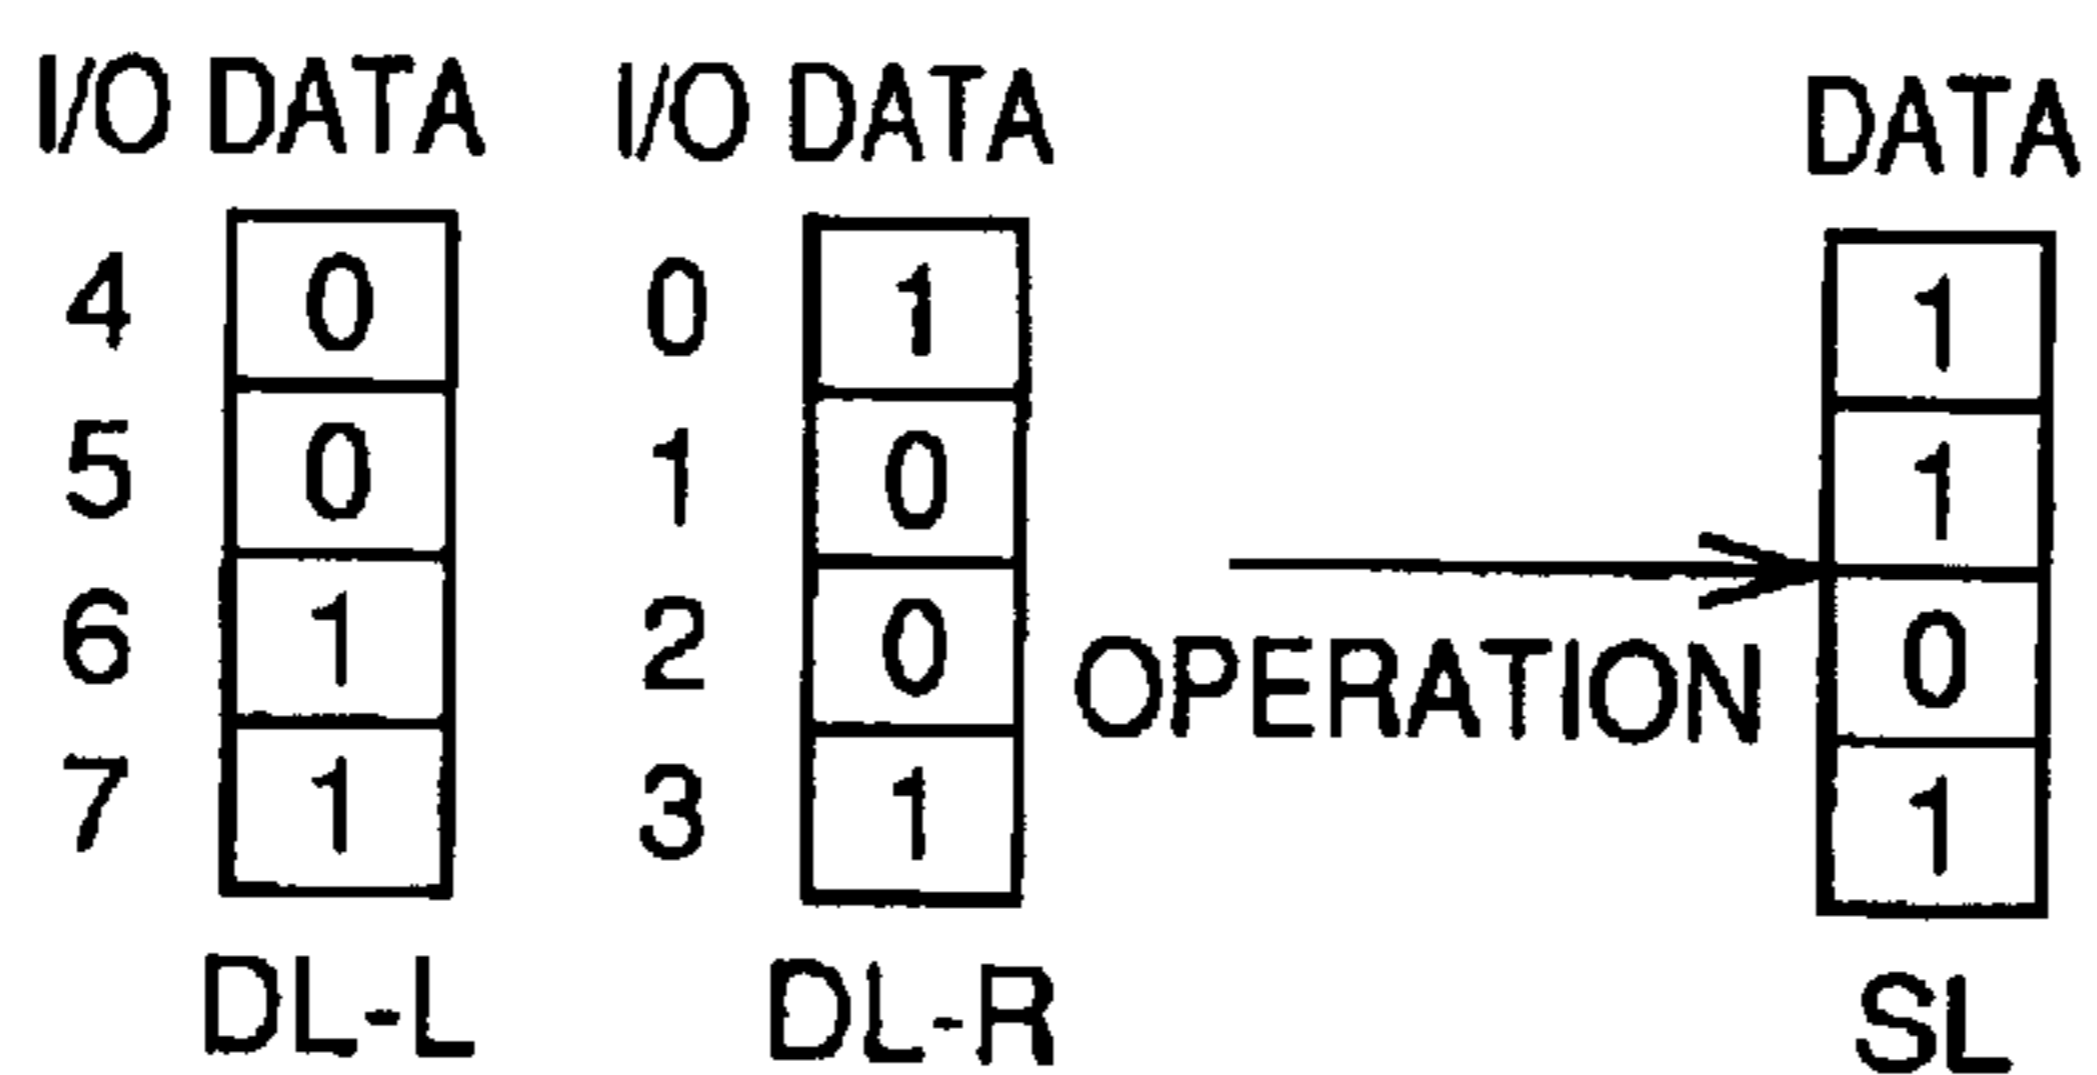 I/O DATA I/O DATA DATA
4 0 0 1 1
5 0 1 0 1
6 1 2 0 0
7 1 3 1 1
OPERATION
DL-L DL-R SL